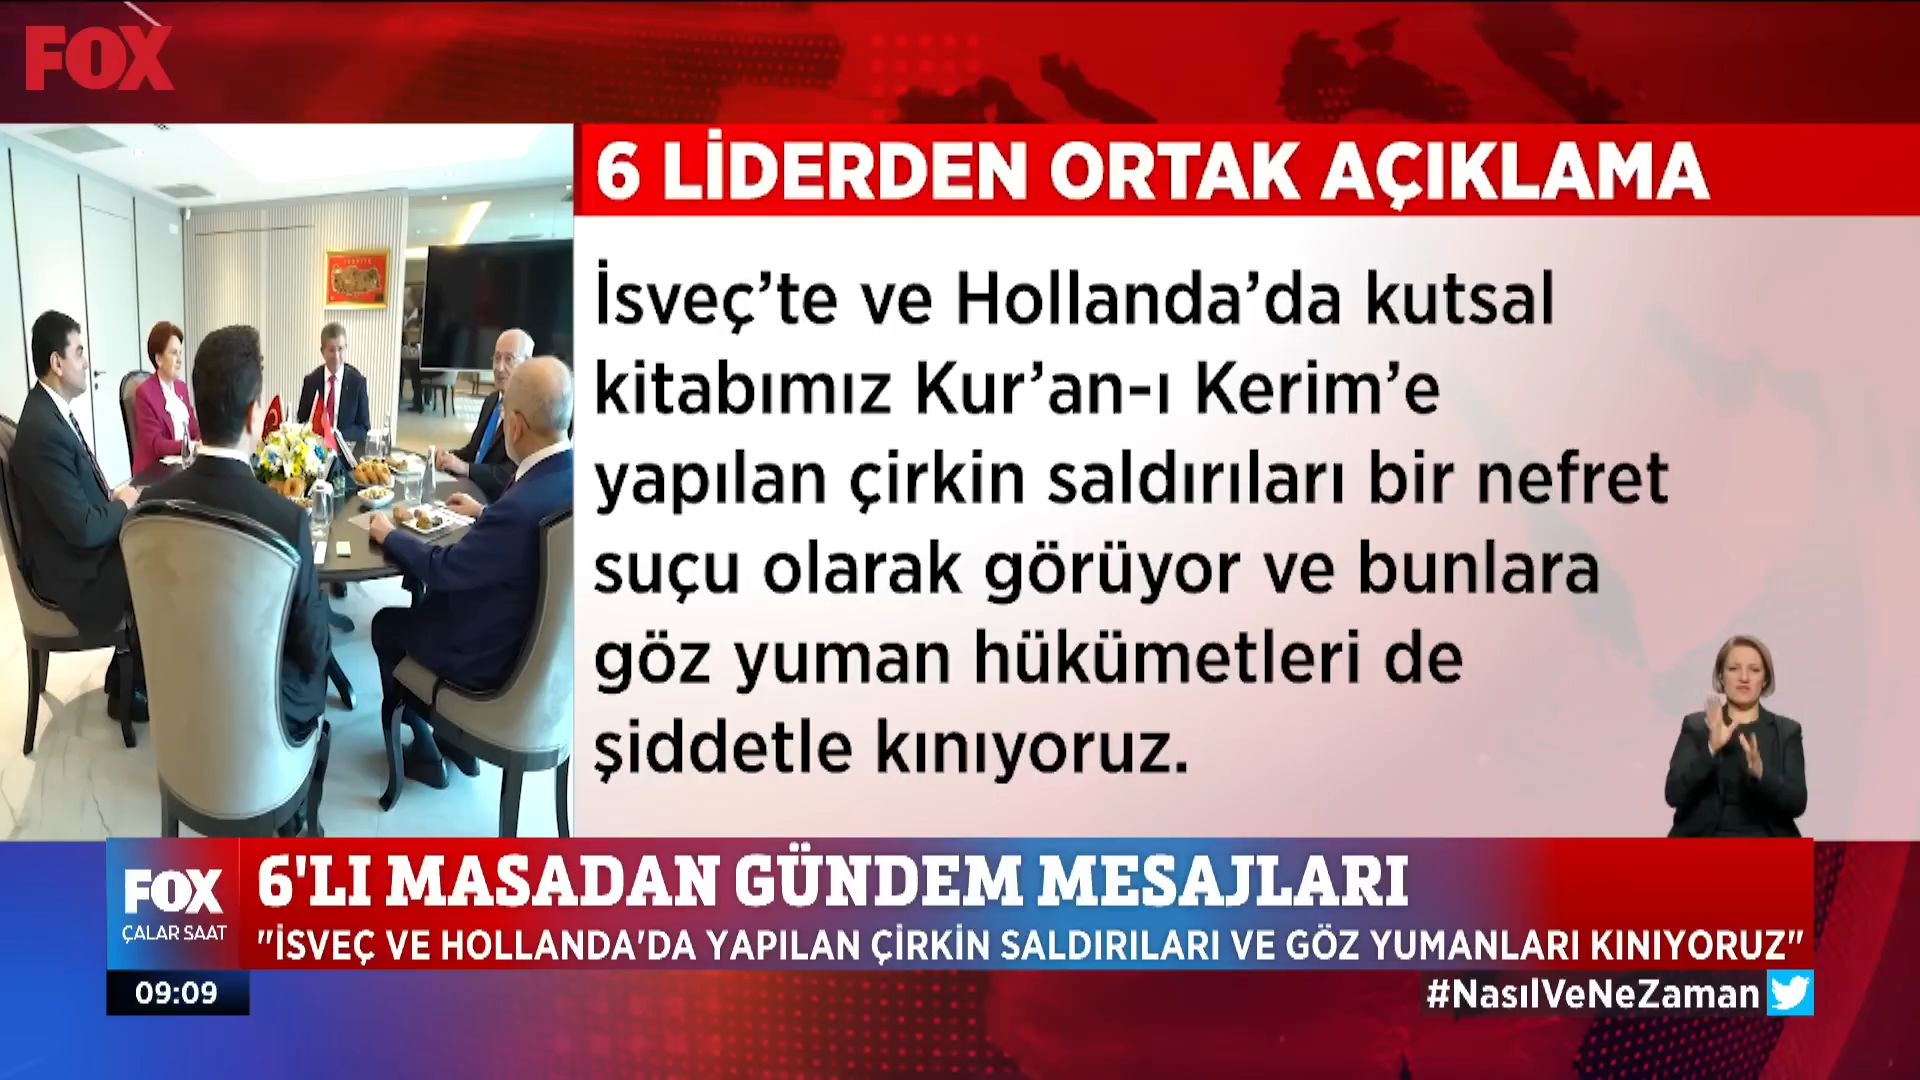 FOX
6 LİDERDEN ORTAK AÇIKLAMA
İsveç’te ve Hollanda’da kutsal
kitabımız Kur’an-ı Kerim’e
yapılan çirkin saldırıları bir nefret
suçu olarak görüyor ve bunlara
göz yuman hükümetleri de
şiddetle kınıyoruz.
FOX
ÇALAR SAAT
6'LI MASADAN GÜNDEM MESAJLARI
"İSVEÇ VE HOLLANDA'DA YAPILAN ÇİRKİN SALDIRILARI VE GÖZ YUMANLARI KINIYORUZ"
09:09
#NasılVeNeZaman